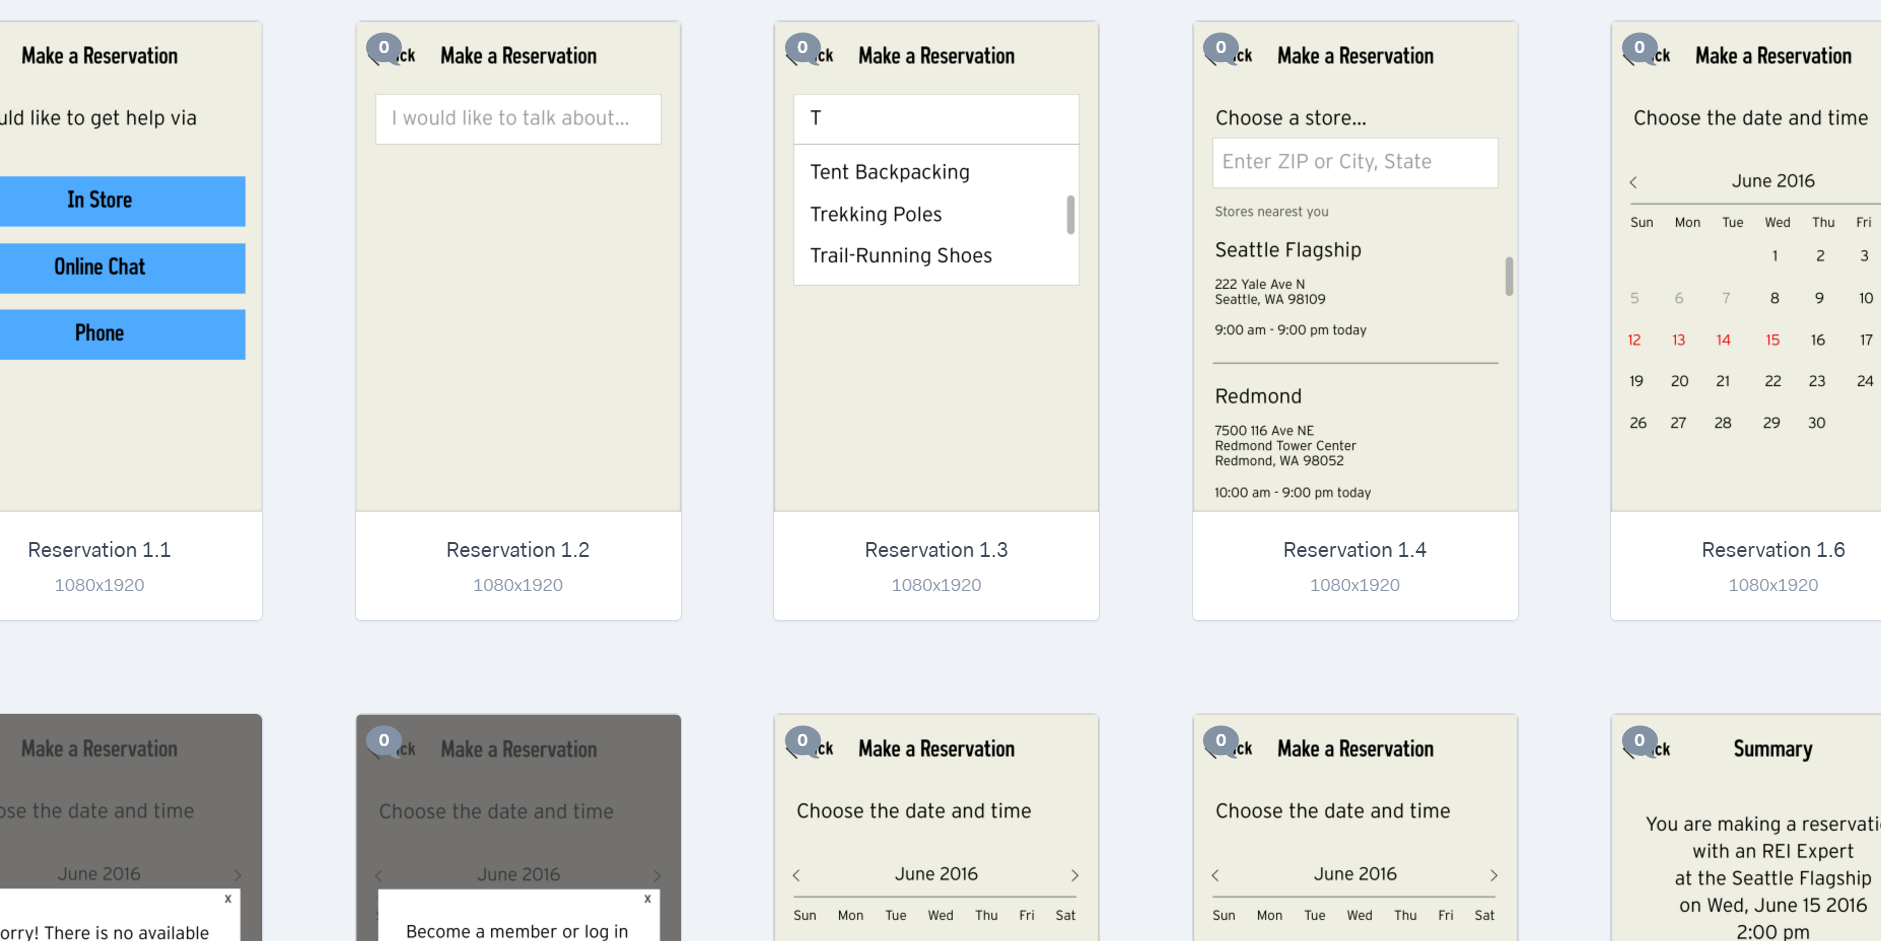 Make a Reservation
uld like to get help via
In Store
Online Chat
Phone
Reservation 1.1
1080x1920
0
ck
Make a Reservation
I would like to talk about...
Reservation 1.2
1080x1920
0
ck
Make a Reservation
T
Tent Backpacking
Trekking Poles
Trail-Running Shoes
Reservation 1.3
1080x1920
0
ck
Make a Reservation
Choose a store...
Enter ZIP or City, State
Stores nearest you
Seattle Flagship
222 Yale Ave N
Seattle, WA 98109
9:00 am - 9:00 pm today
Redmond
7500 116 Ave NE
Redmond Tower Center
Redmond, WA 98052
10:00 am - 9:00 pm today
Reservation 1.4
1080x1920
0
ck
Make a Reservation
Choose the date and time
June 2016
Sun Mon Tue Wed Thu Fri
1 2 3
5 6 7 8 9 10
12 13 14 15 16 17
19 20 21 22 23 24
26 27 28 29 30
Reservation 1.6
1080x1920
Make a Reservation
ose the date and time
June 2016
x
orry! There is no available
0
ck
Make a Reservation
Choose the date and time
June 2016
x
Become a member or log in
0
ck
Make a Reservation
Choose the date and time
June 2016
Sun Mon Tue Wed Thu Fri Sat
0
ck
Make a Reservation
Choose the date and time
June 2016
Sun Mon Tue Wed Thu Fri Sat
0
ck
Summary
You are making a reservati
with an REI Expert
at the Seattle Flagship
on Wed, June 15 2016
2:00 pm